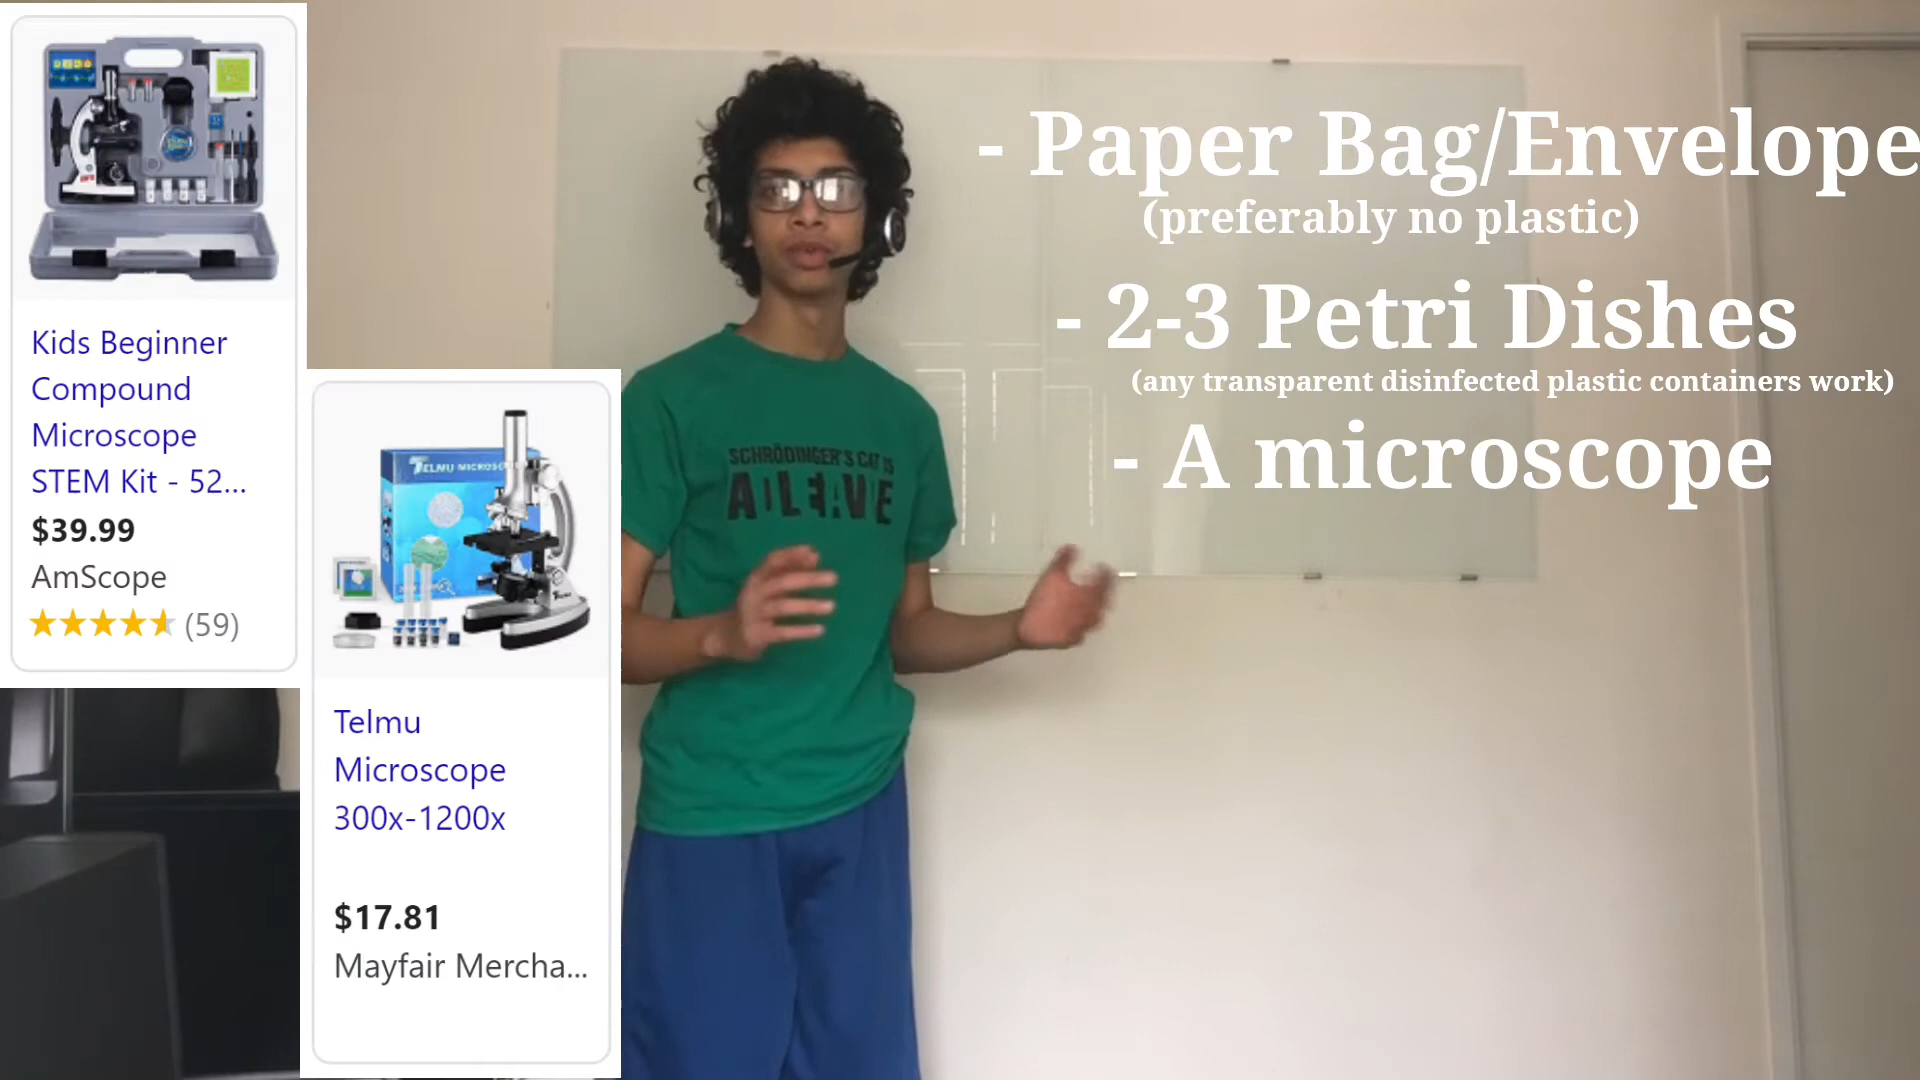 Kids Beginner
Compound
Microscope
STEM Kit - 52...
$39.99
AmScope
(59)
TELMU MICROSC
Telmu
Microscope
300x-1200x
$17.81
Mayfair Mercha...
SCHRÖDINGER'S CAT IS
- Paper Bag/Envelope
(preferably no plastic)
- 2-3 Petri Dishes
(any transparent disinfected plastic containers work)
- A microscope